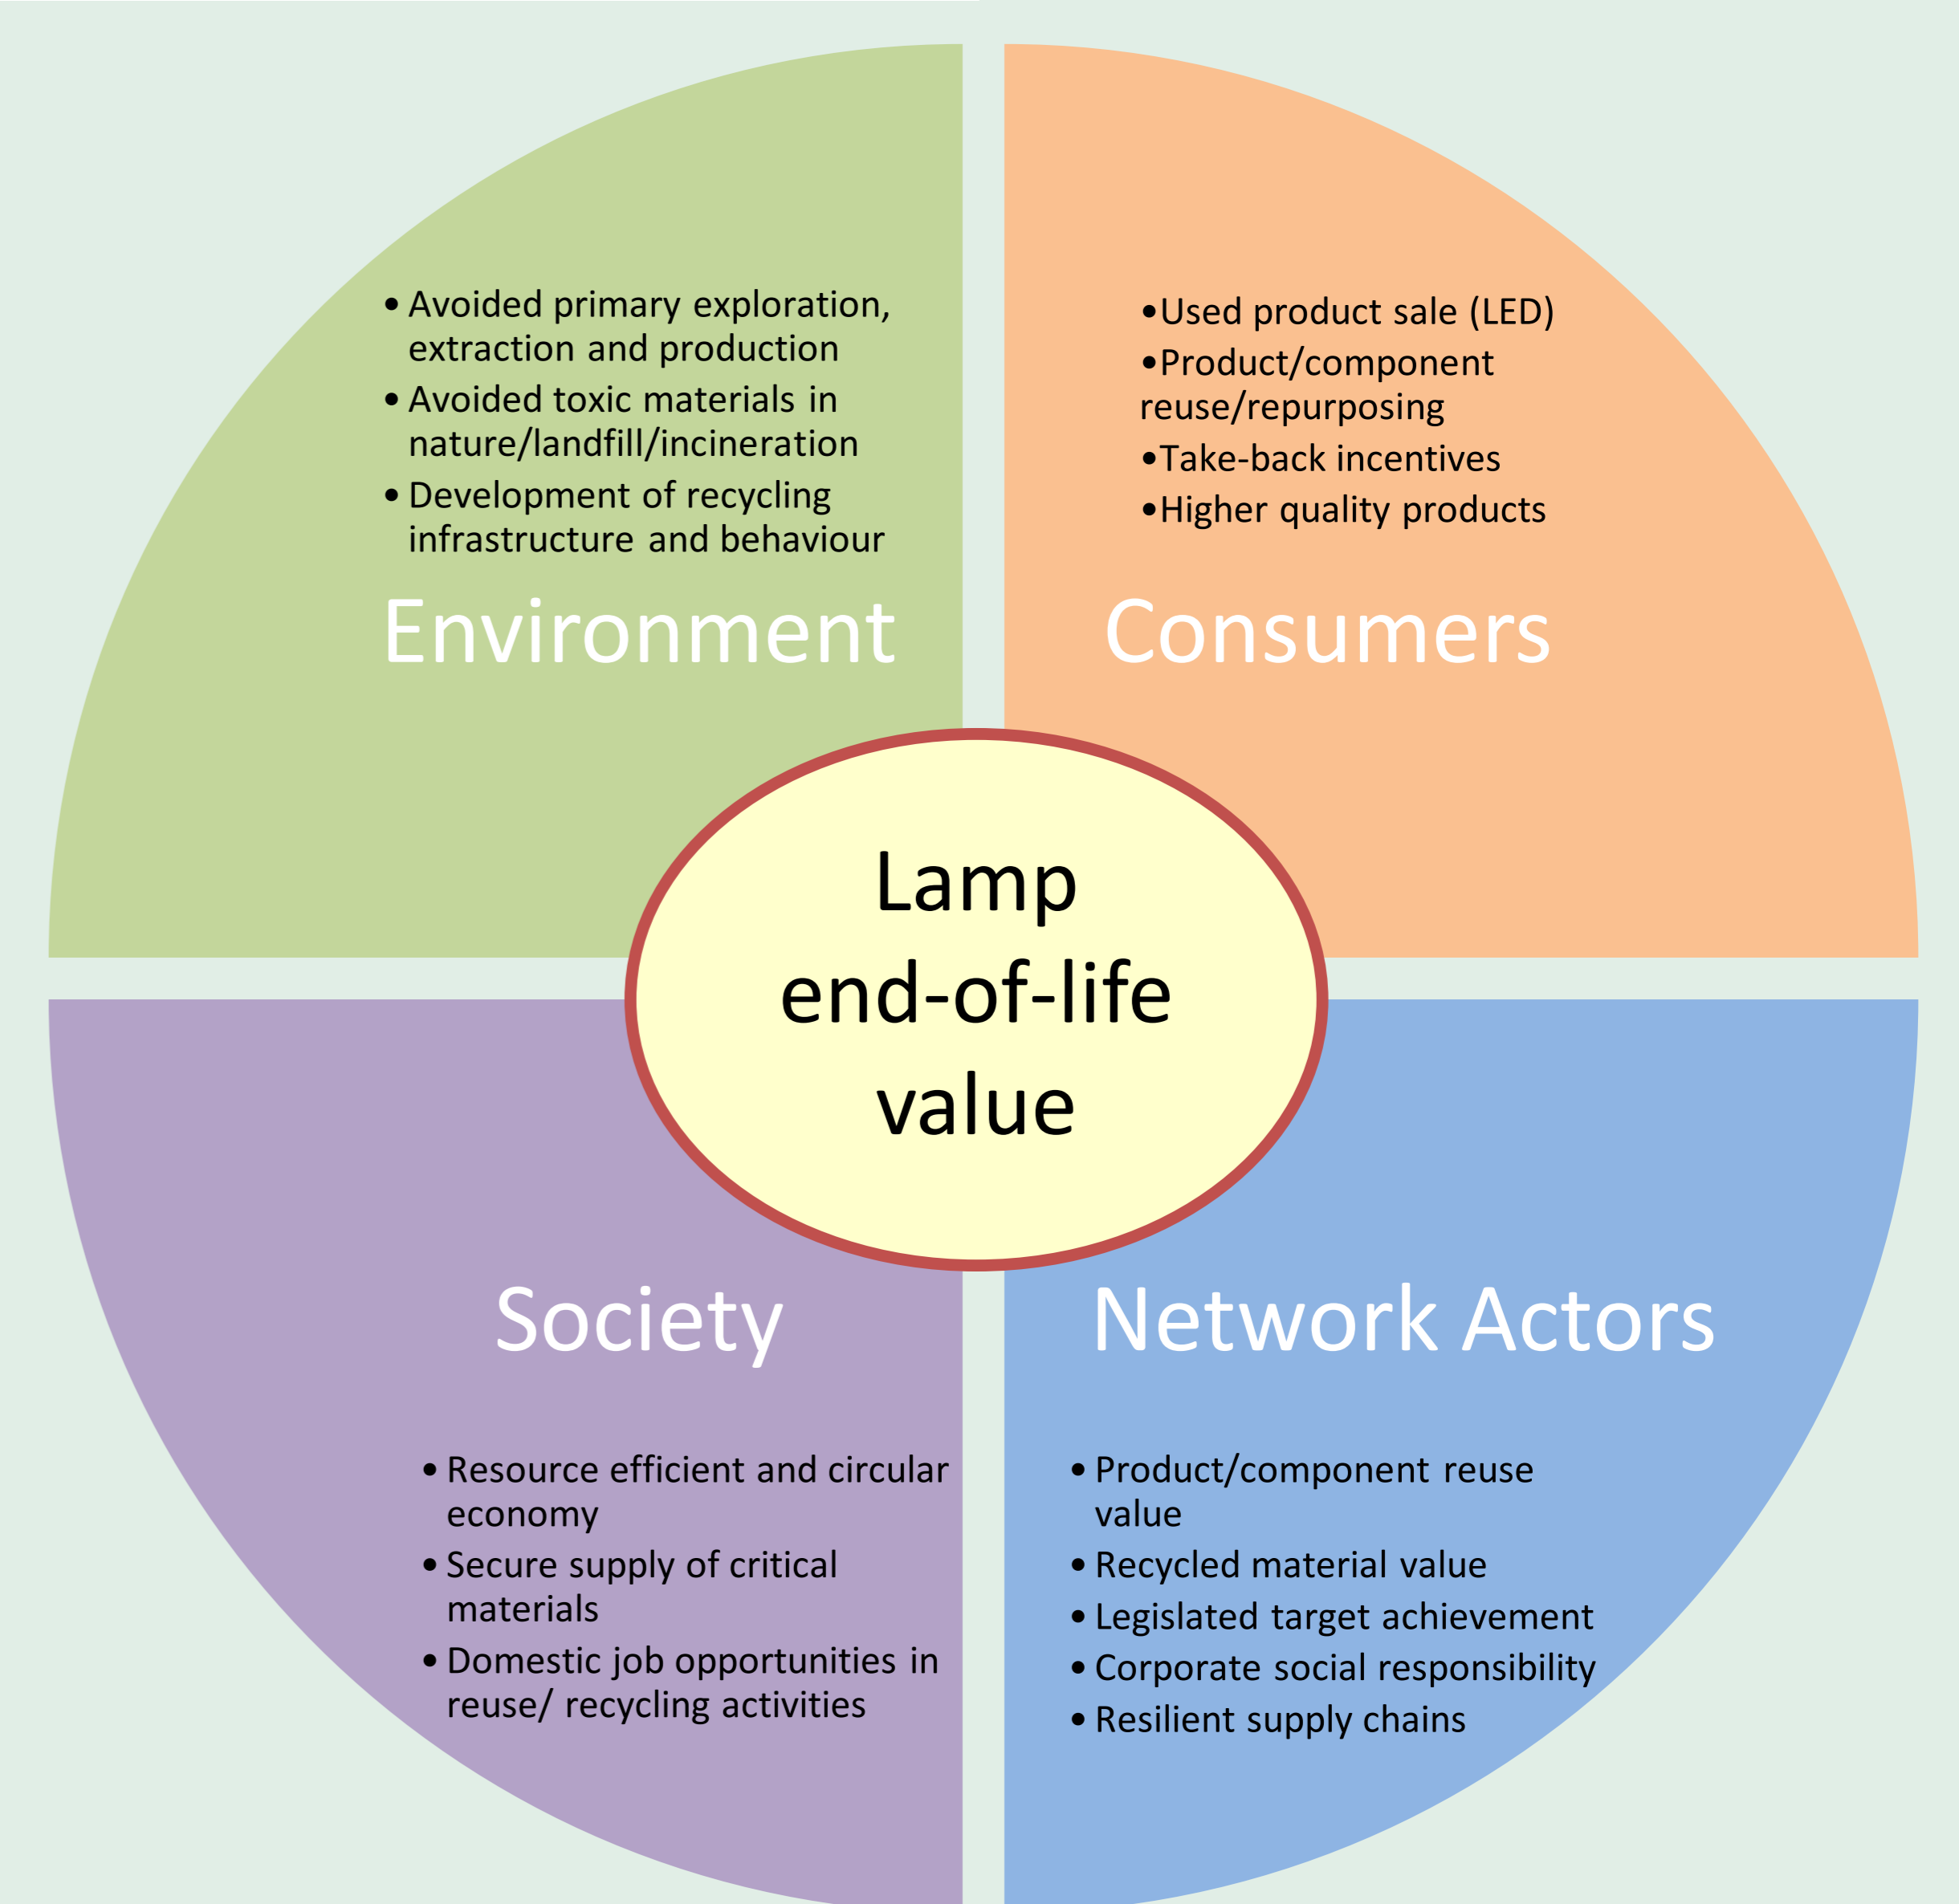 • Avoided primary exploration,
extraction and production
• Avoided toxic materials in
nature/landfill/incineration
• Development of recycling
infrastructure and behaviour
Environment
•Used product sale (LED)
•Product/component
reuse/repurposing
•Take-back incentives
•Higher quality products
Consumers
Lamp
end-of-life
value
Society
• Resource efficient and circular
economy
• Secure supply of critical
materials
• Domestic job opportunities in
reuse/ recycling activities
Network Actors
• Product/component reuse
value
• Recycled material value
• Legislated target achievement
• Corporate social responsibility
• Resilient supply chains